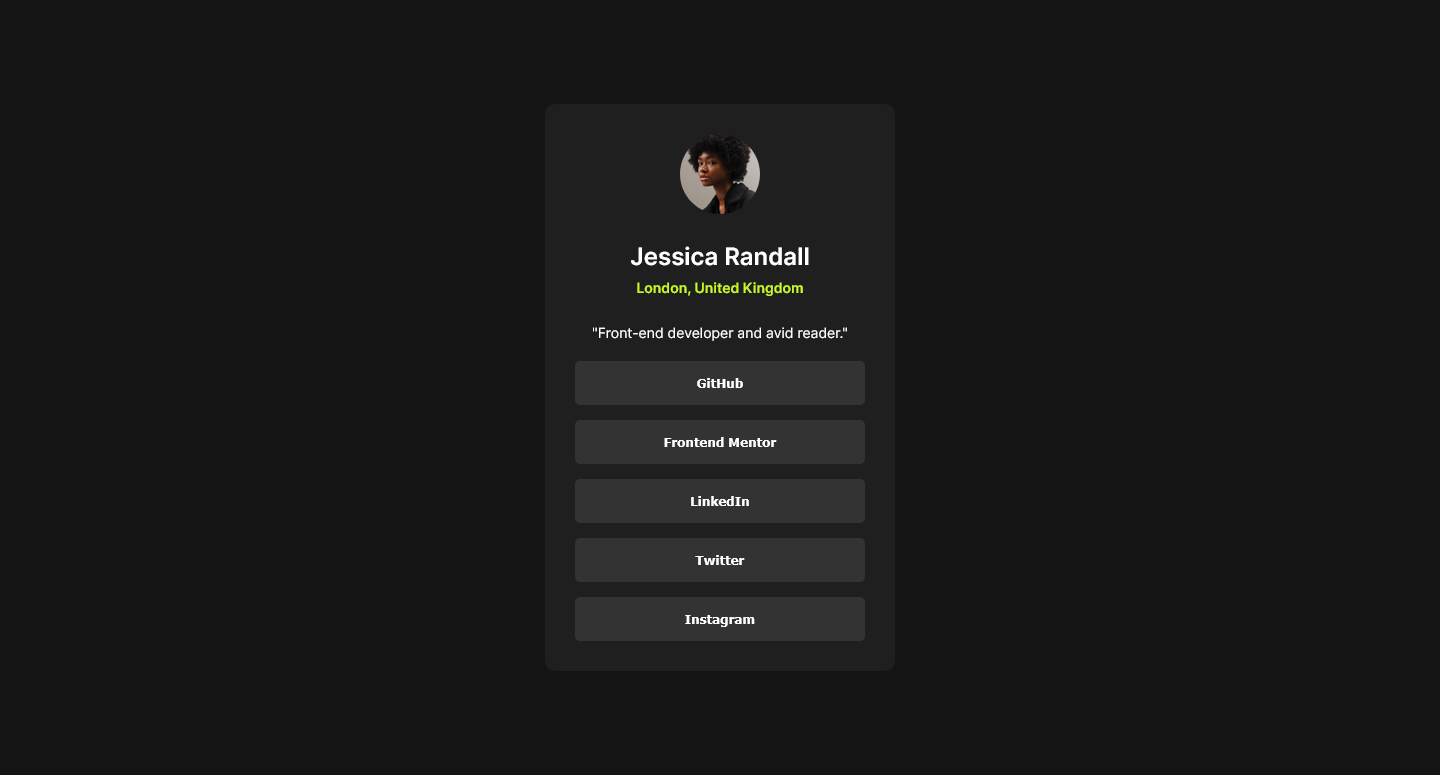 Jessica Randall
London, United Kingdom
"Front-end developer and avid reader."
GitHub
Frontend Mentor
LinkedIn
Twitter
Instagram